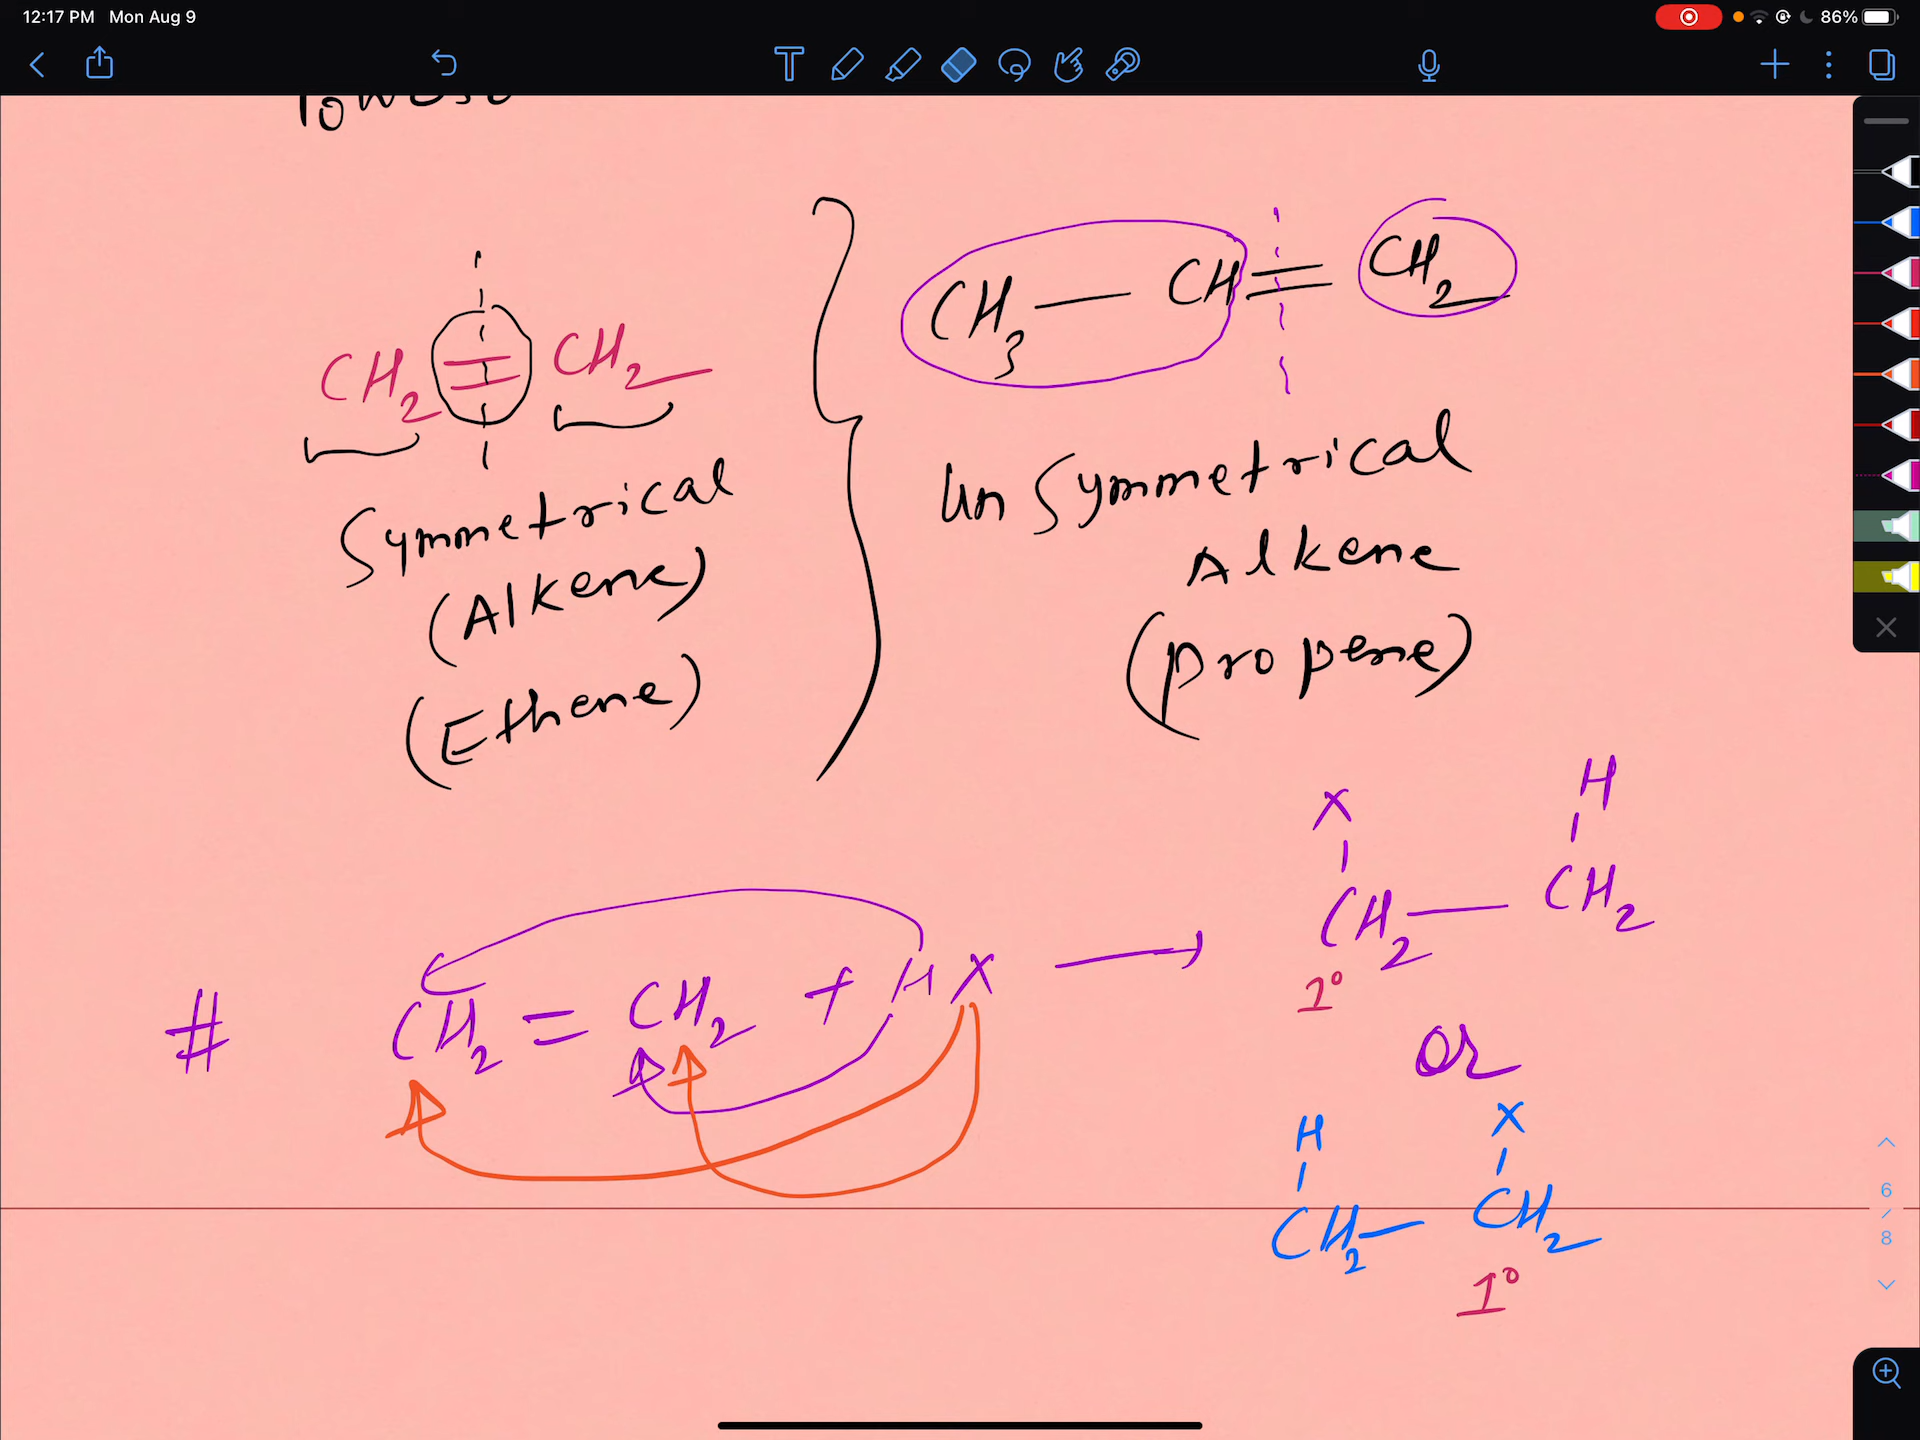 12:17 PM Mon Aug 9
86%
lowest
CH2 = CH2
Symmetrical
(Alkene)
(Ethene)
CH3 — CH = CH2
Un Symmetrical
Alkene
(propene)
# CH2 = CH2 + HX →
X H
CH2 — CH2
1°
or
H X
CH2 — CH2
1°
6
/
8